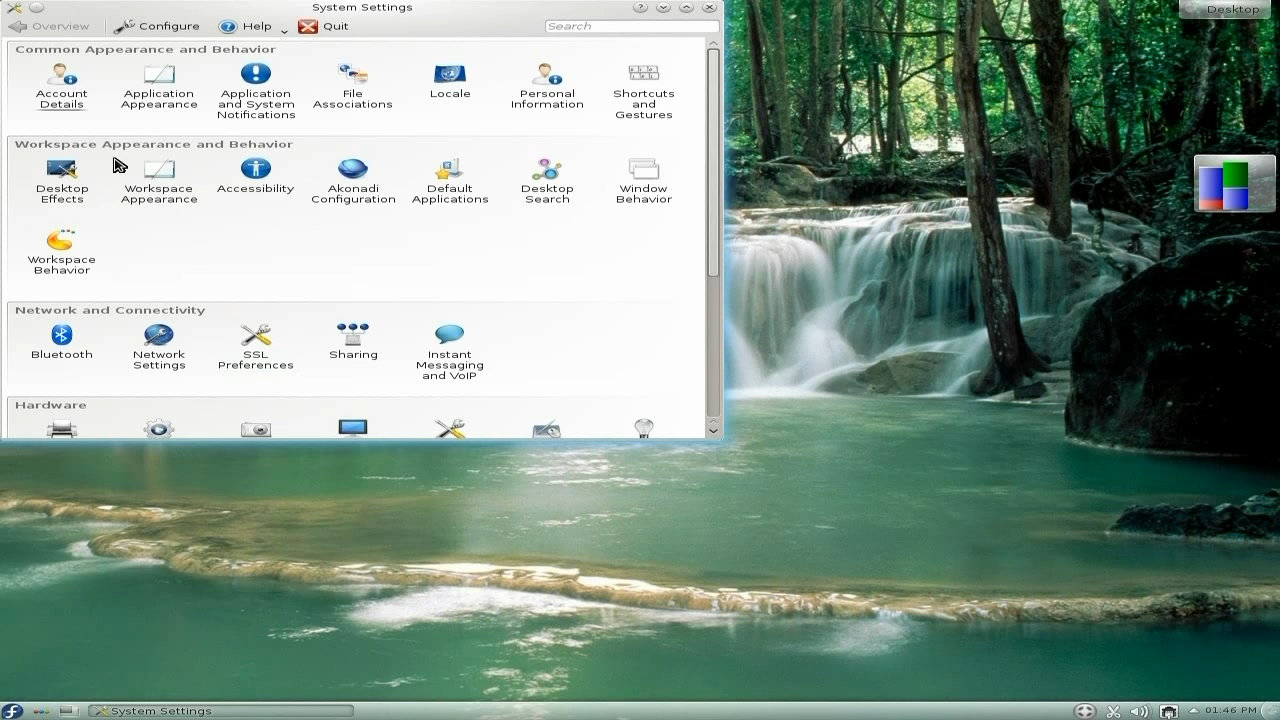 System Settings
Overview Configure Help Quit Search
Desktop
Common Appearance and Behavior
Account Details
Application Appearance
Application and System Notifications
File Associations
Locale
Personal Information
Shortcuts and Gestures
Workspace Appearance and Behavior
Desktop Effects
Workspace Appearance
Accessibility
Akonadi Configuration
Default Applications
Desktop Search
Window Behavior
Workspace Behavior
Network and Connectivity
Bluetooth
Network Settings
SSL Preferences
Sharing
Instant Messaging and VoIP
Hardware
System Settings
01:46 PM